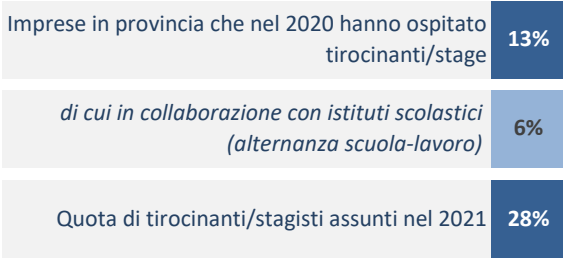 Imprese in provincia che nel 2020 hanno ospitato
tirocinanti/stage
13%
di cui in collaborazione con istituti scolastici
(alternanza scuola-lavoro)
6%
Quota di tirocinanti/stagisti assunti nel 2021
28%